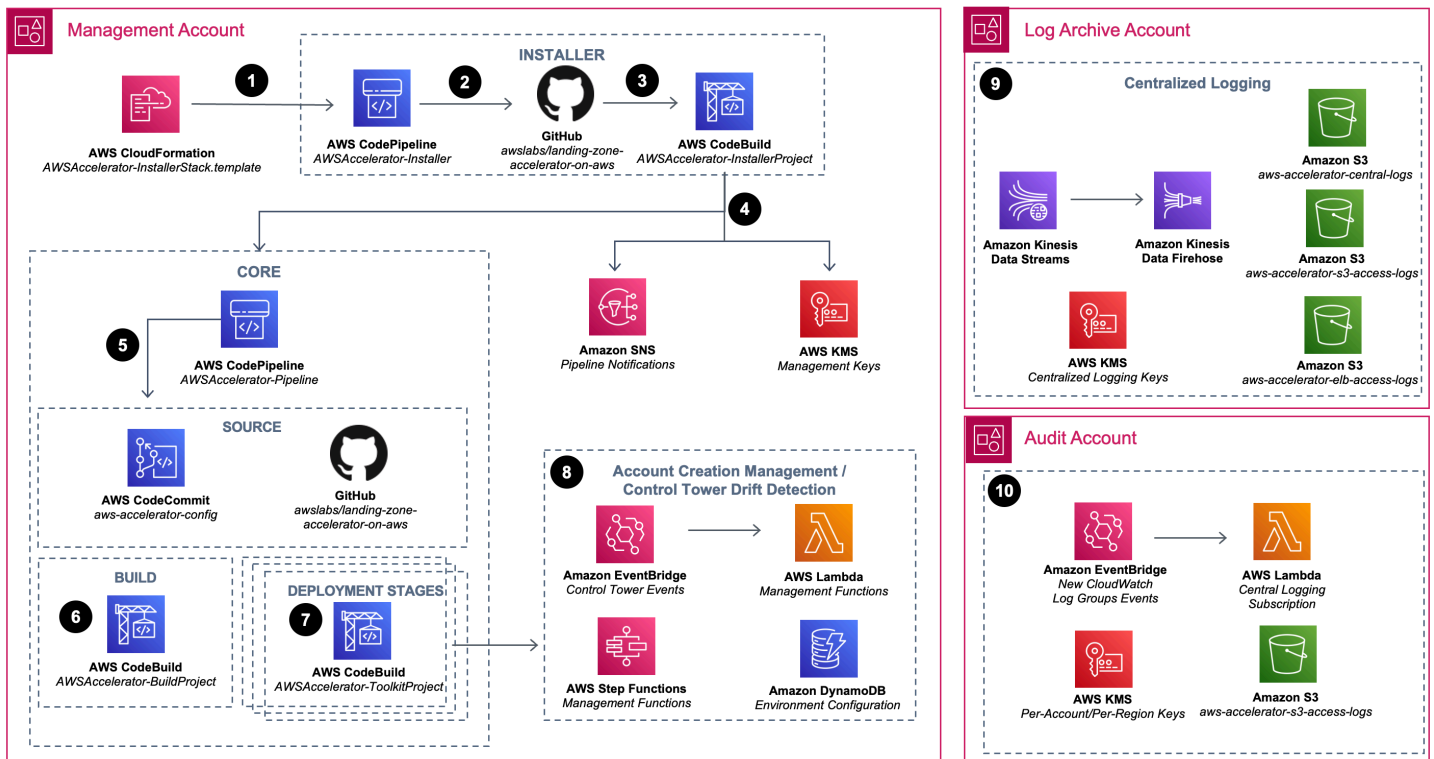 Management Account
INSTALLER
1
2
3
AWS CloudFormation
AWSAccelerator-InstallerStack.template
AWS CodePipeline
AWSAccelerator-Installer
GitHub
awslabs/landing-zone-
accelerator-on-aws
AWS CodeBuild
AWSAccelerator-InstallerProject
4
CORE
5
AWS CodePipeline
AWSAccelerator-Pipeline
Amazon SNS
Pipeline Notifications
AWS KMS
Management Keys
SOURCE
AWS CodeCommit
aws-accelerator-config
GitHub
awslabs/landing-zone-
accelerator-on-aws
BUILD
6
AWS CodeBuild
AWSAccelerator-BuildProject
DEPLOYMENT STAGES
7
AWS CodeBuild
AWSAccelerator-ToolkitProject
8
Account Creation Management /
Control Tower Drift Detection
Amazon EventBridge
Control Tower Events
AWS Lambda
Management Functions
AWS Step Functions
Management Functions
Amazon DynamoDB
Environment Configuration
Log Archive Account
9
Centralized Logging
Amazon S3
aws-accelerator-central-logs
Amazon Kinesis
Data Streams
Amazon Kinesis
Data Firehose
Amazon S3
aws-accelerator-s3-access-logs
AWS KMS
Centralized Logging Keys
Amazon S3
aws-accelerator-elb-access-logs
Audit Account
10
Amazon EventBridge
New CloudWatch
Log Groups Events
AWS Lambda
Central Logging
Subscription
AWS KMS
Per-Account/Per-Region Keys
Amazon S3
aws-accelerator-s3-access-logs